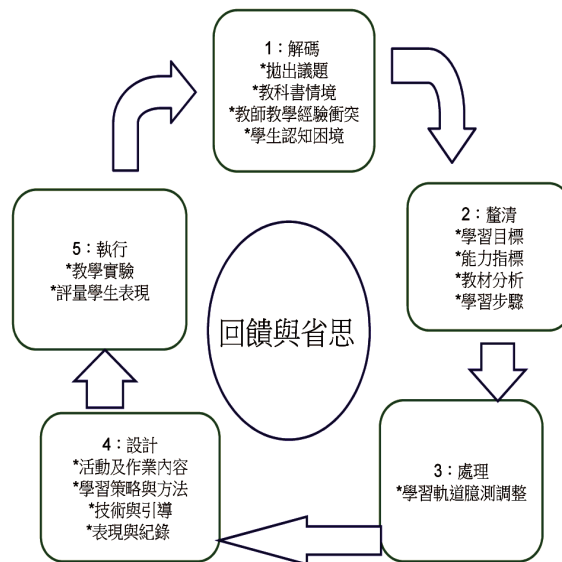 1：解碼
*拋出議題
*教科書情境
*教師教學經驗衝突
*學生認知困境
2：釐清
*學習目標
*能力指標
*教材分析
*學習步驟
3：處理
*學習軌道臆測調整
4：設計
*活動及作業內容
*學習策略與方法
*技術與引導
*表現與紀錄
5：執行
*教學實驗
*評量學生表現
回饋與省思